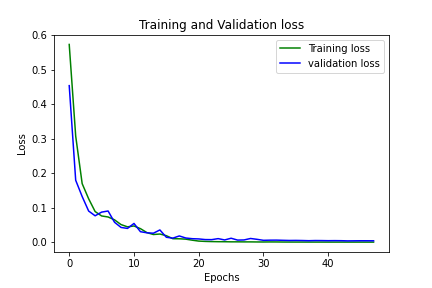 Training and Validation loss
Training loss
validation loss
0.6
0.5
0.4
0.3
0.2
0.1
0.0
Loss
0 10 20 30 40
Epochs